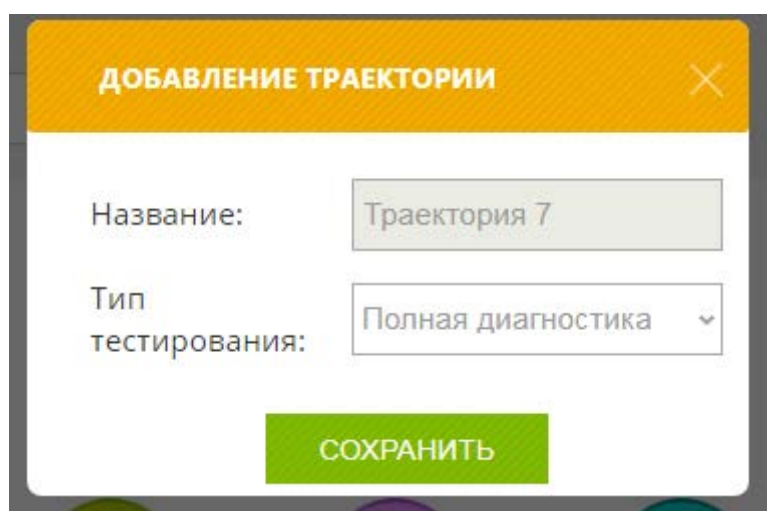 ДОБАВЛЕНИЕ ТРАЕКТОРИИ
Название:
Траектория 7
Тип
тестирования:
Полная диагностика
СОХРАНИТЬ